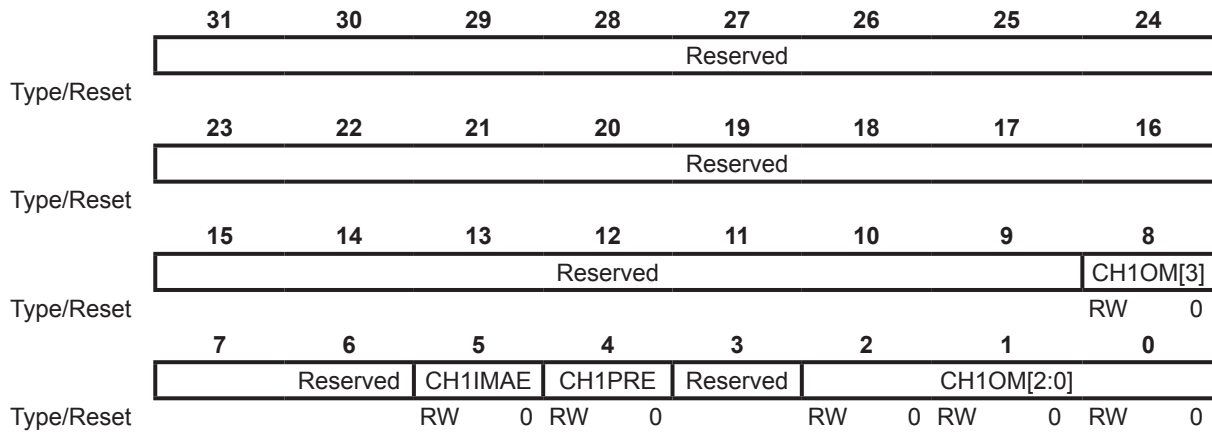 31 30 29 28 27 26 25 24
Reserved
Type/Reset
23 22 21 20 19 18 17 16
Reserved
Type/Reset
15 14 13 12 11 10 9 8
Reserved CH1OM[3]
Type/Reset RW 0
7 6 5 4 3 2 1 0
Reserved CH1IMAE CH1PRE Reserved CH1OM[2:0]
Type/Reset RW 0 RW 0 RW 0 RW 0 RW 0